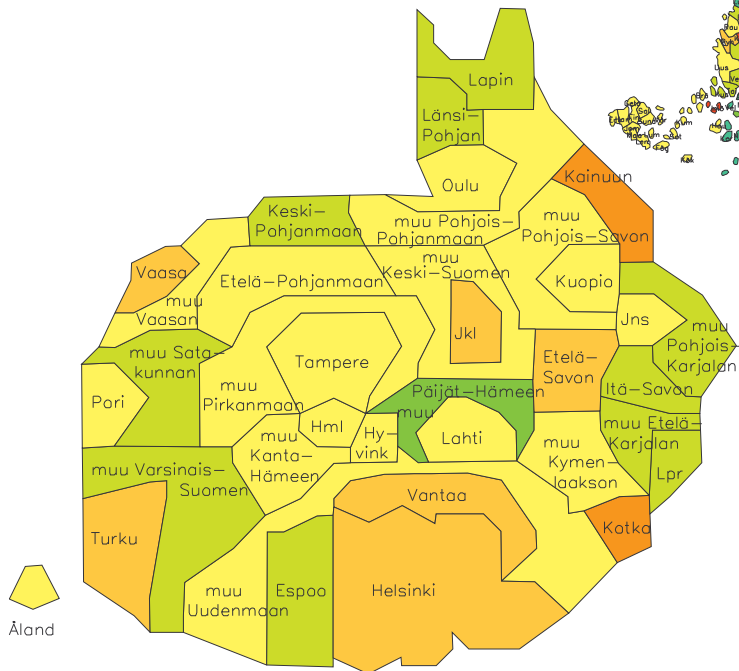 Lapin
Länsi-
Pohjan
Kainuun
Oulu
Keski-
Pohjanmaan
muu Pohjois-
Pohjanmaan
muu
Pohjois-Savon
muu
Keski-Suomen
Vaasa
Etelä-Pohjanmaan
Kuopio
muu
Vaasan
Jkl
Jns
muu
Pohjois-
Karjalan
muu Sata-
kunnan
Tampere
Etelä-
Savon
Itä-Savon
Pori
muu
Pirkanmaan
Päijät-Hämeen
muu
Hml
Hy-
vink
Lahti
muu Etelä-
Karjalan
muu
Kanta-
Hämeen
muu
Kymen-
laakson
Lpr
muu Varsinais-
Suomen
Vantaa
Kotka
Turku
Helsinki
Espoo
muu
Uudenmaan
Åland